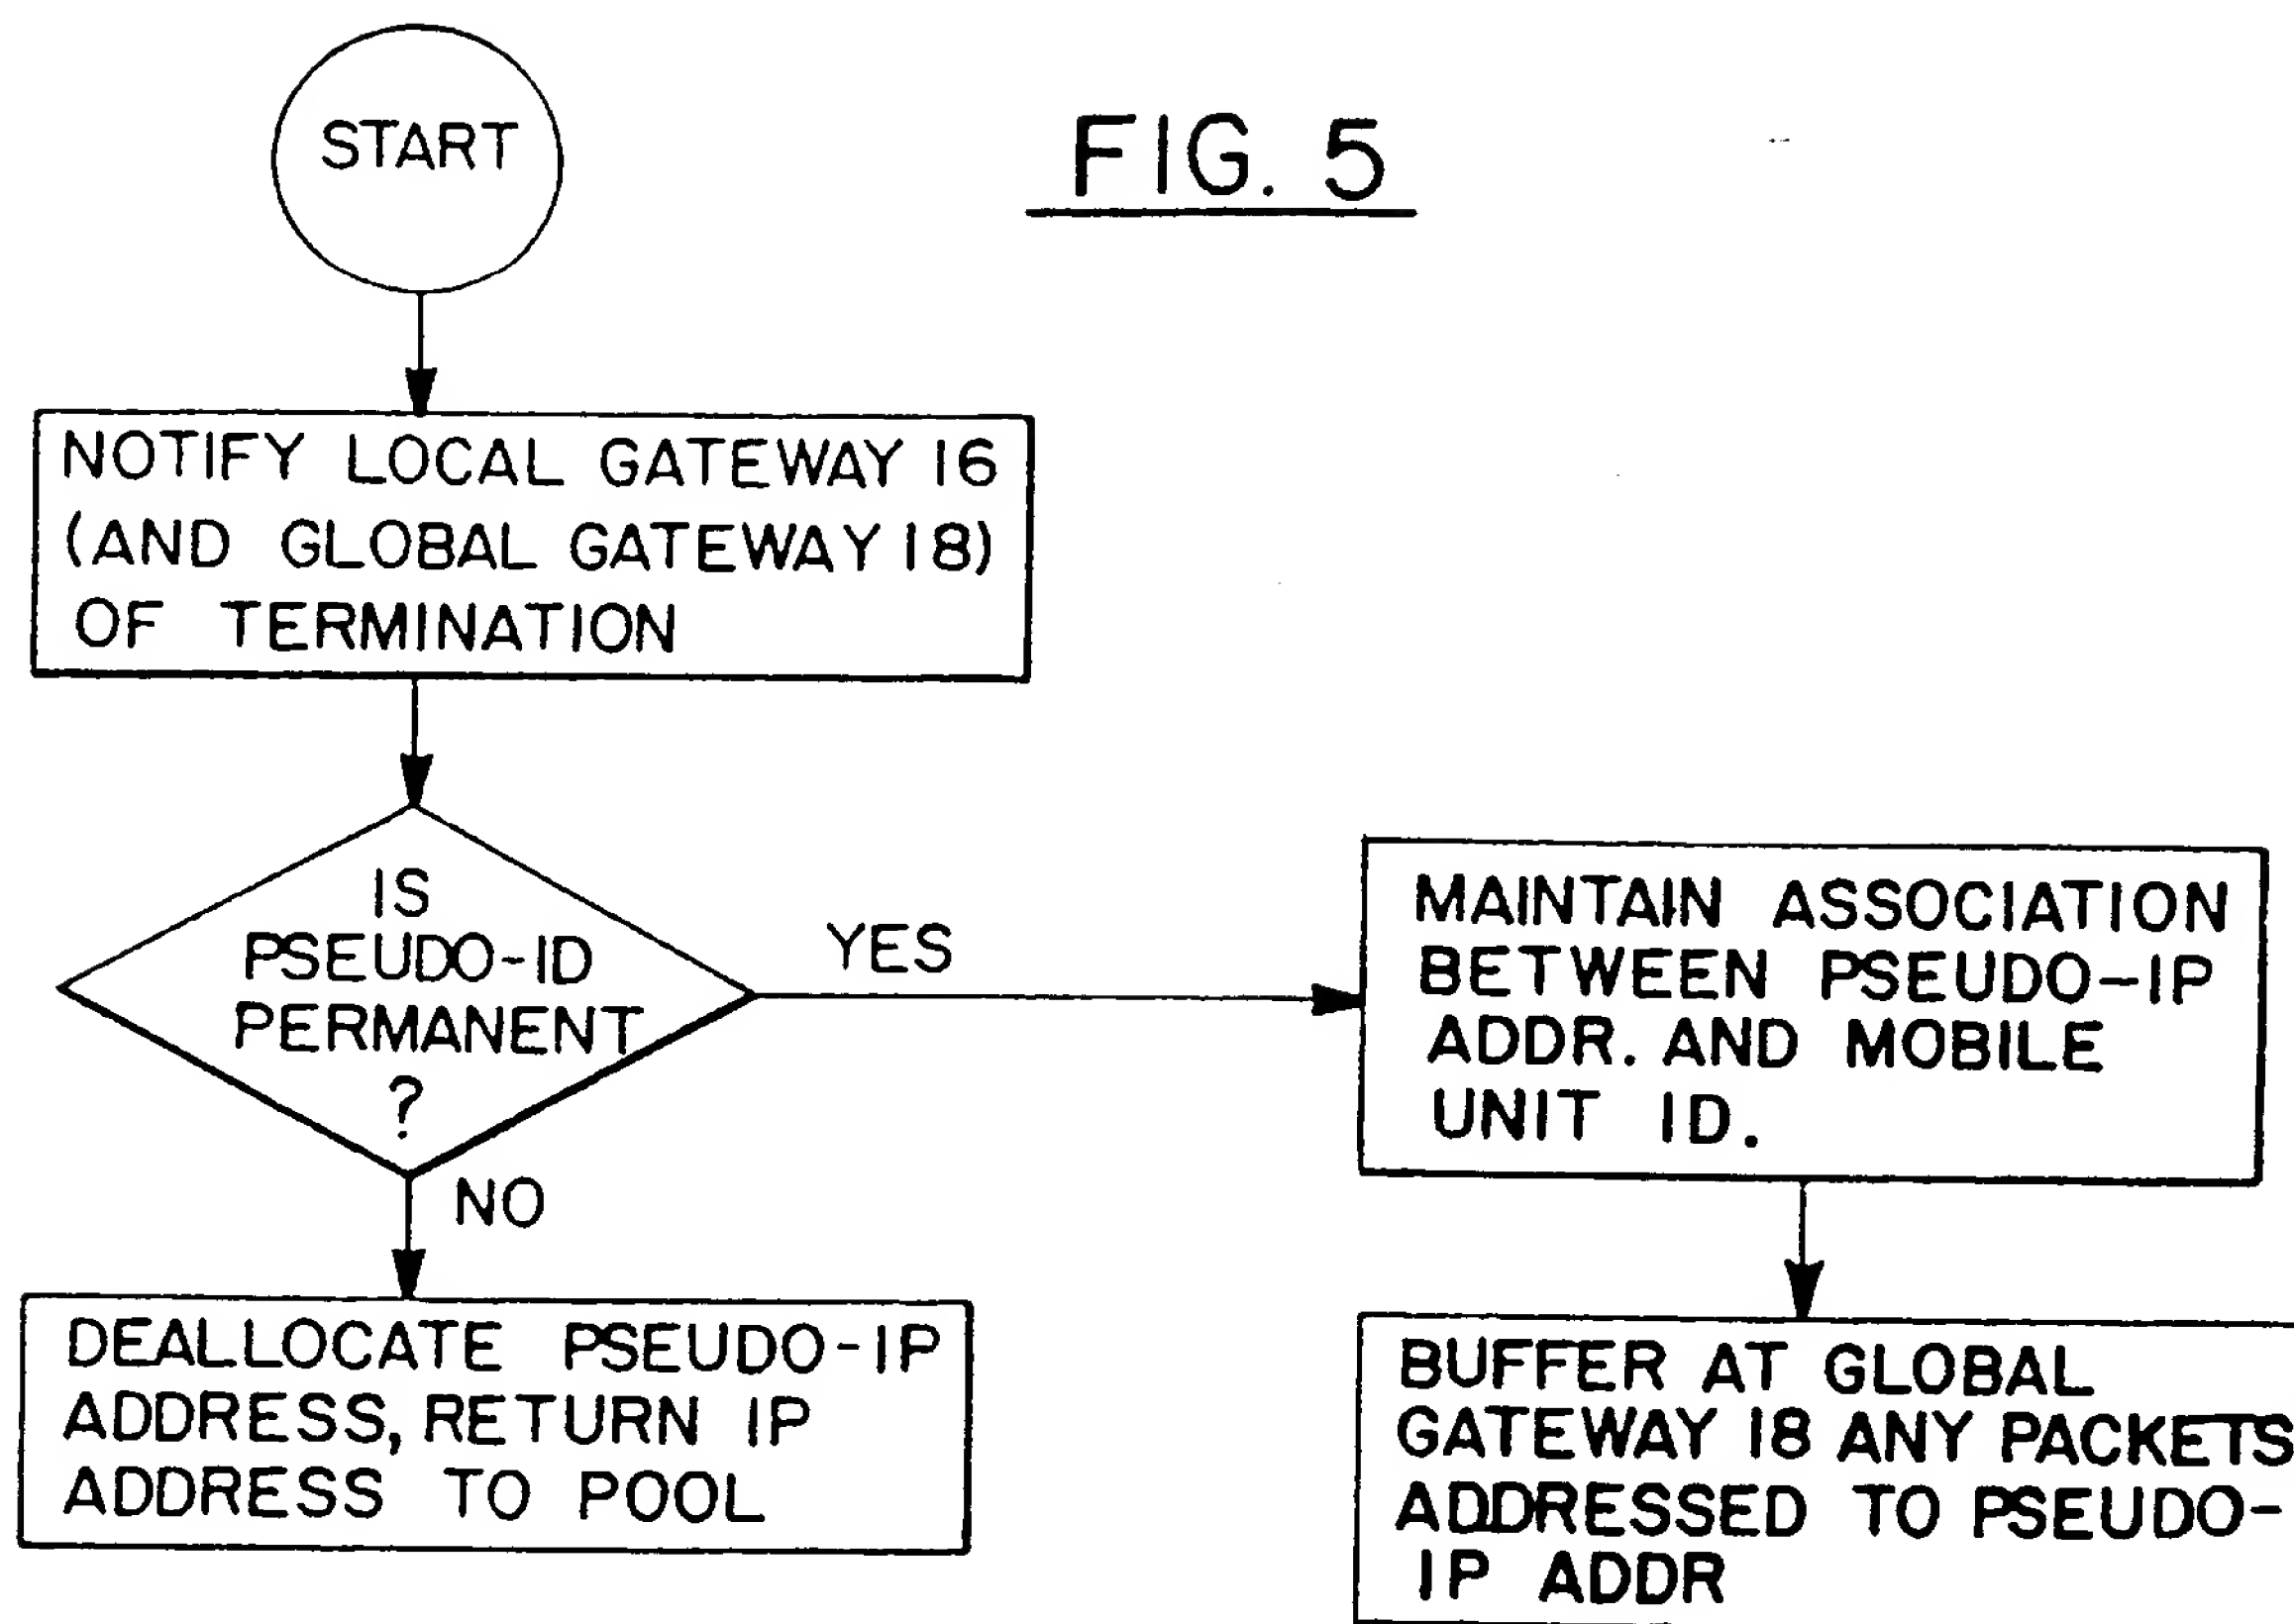 START
FIG. 5
NOTIFY LOCAL GATEWAY 16
(AND GLOBAL GATEWAY 18)
OF TERMINATION
IS
PSEUDO-ID
PERMANENT
?
YES
NO
MAINTAIN ASSOCIATION
BETWEEN PSEUDO-IP
ADDR. AND MOBILE
UNIT ID.
DEALLOCATE PSEUDO-IP
ADDRESS, RETURN IP
ADDRESS TO POOL
BUFFER AT GLOBAL
GATEWAY 18 ANY PACKETS
ADDRESSED TO PSEUDO-
IP ADDR